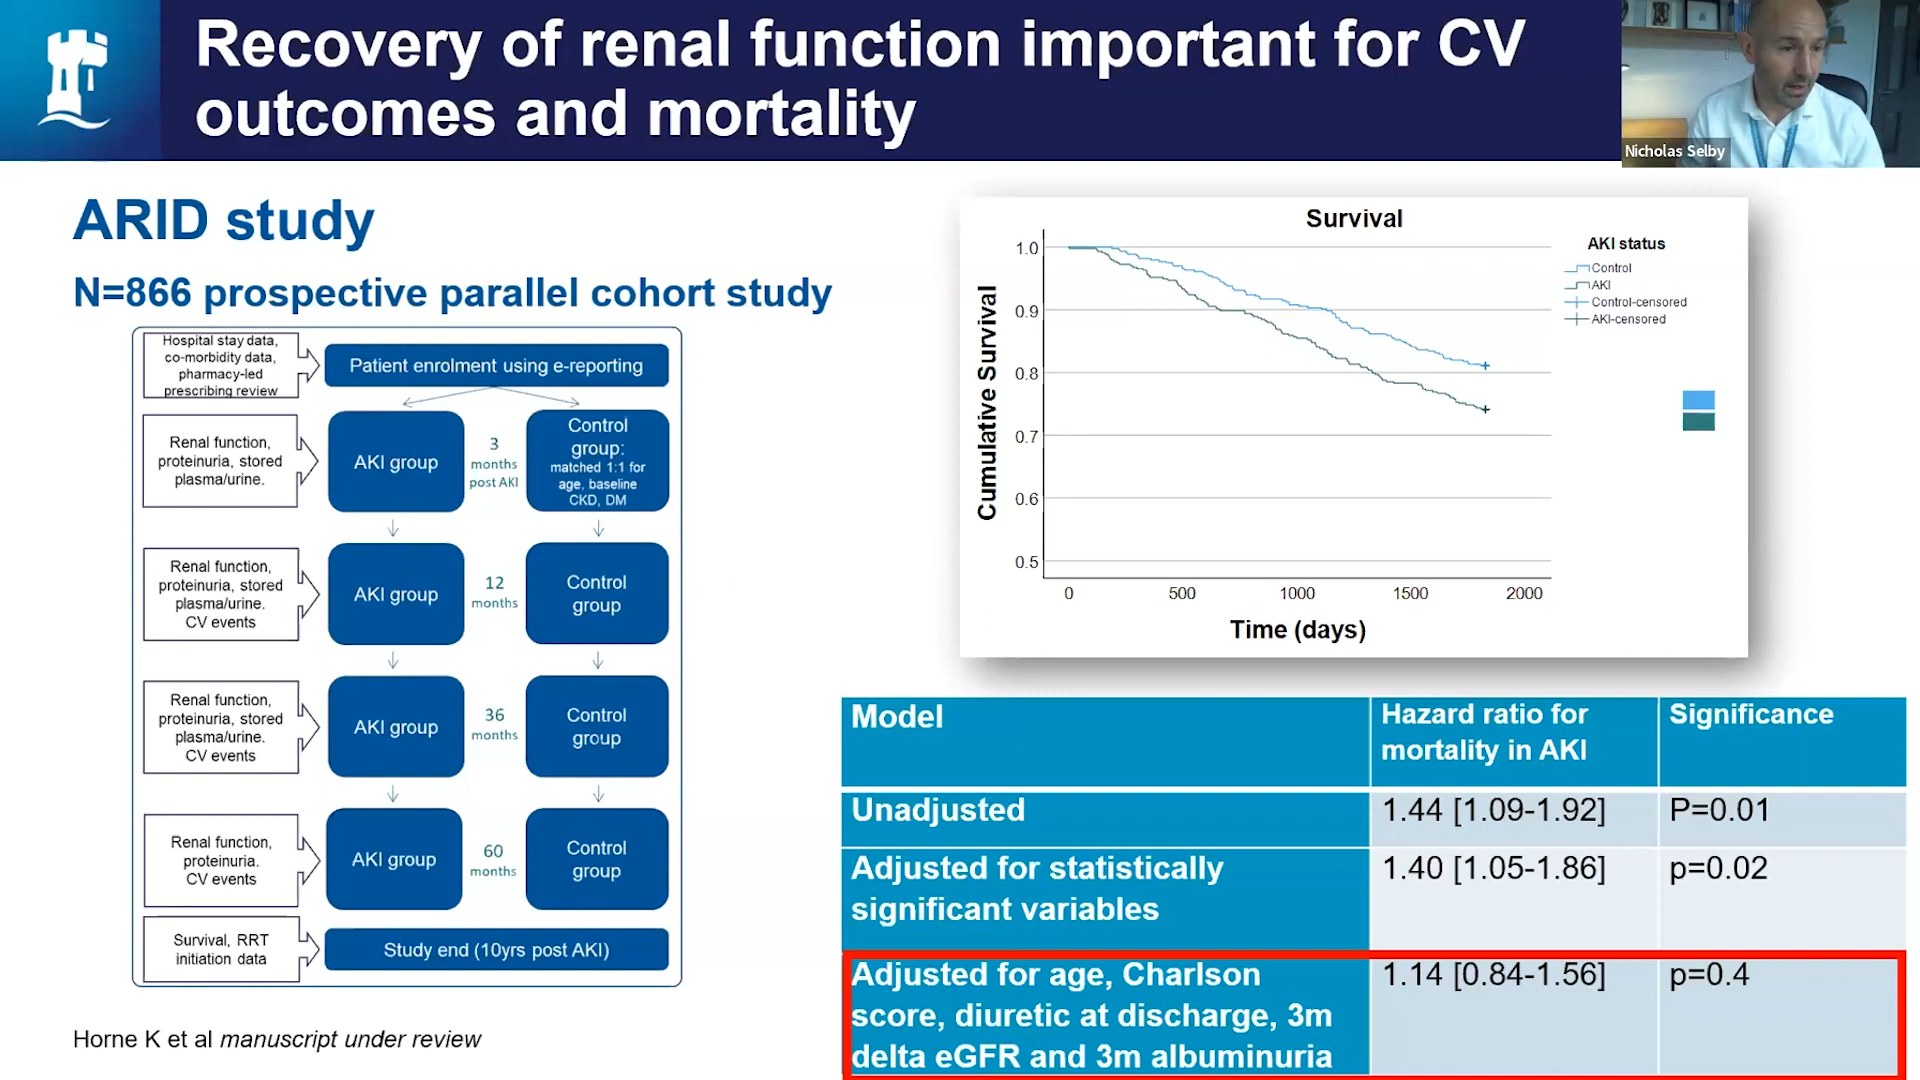 Recovery of renal function important for CV
outcomes and mortality
Nicholas Selby
ARID study
N=866 prospective parallel cohort study
Hospital stay data,
co-morbidity data,
pharmacy-led
prescribing review
Patient enrolment using e-reporting
Renal function,
proteinuria, stored
plasma/urine.
AKI group
3
months
post AKI
Control
group:
matched 1:1 for
age, baseline
CKD, DM
Renal function,
proteinuria, stored
plasma/urine.
CV events
AKI group
12
months
Control
group
Renal function,
proteinuria, stored
plasma/urine.
CV events
AKI group
36
months
Control
group
Renal function,
proteinuria.
CV events
AKI group
60
months
Control
group
Survival, RRT
initiation data
Study end (10yrs post AKI)
Horne K et al manuscript under review
Survival
Cumulative Survival
1.0
0.9
0.8
0.7
0.6
0.5
0
500
1000
1500
2000
Time (days)
AKI status
Control
AKI
Control-censored
AKI-censored
Model
Hazard ratio for
mortality in AKI
Significance
Unadjusted
1.44 [1.09-1.92]
P=0.01
Adjusted for statistically
significant variables
1.40 [1.05-1.86]
p=0.02
Adjusted for age, Charlson
score, diuretic at discharge, 3m
delta eGFR and 3m albuminuria
1.14 [0.84-1.56]
p=0.4